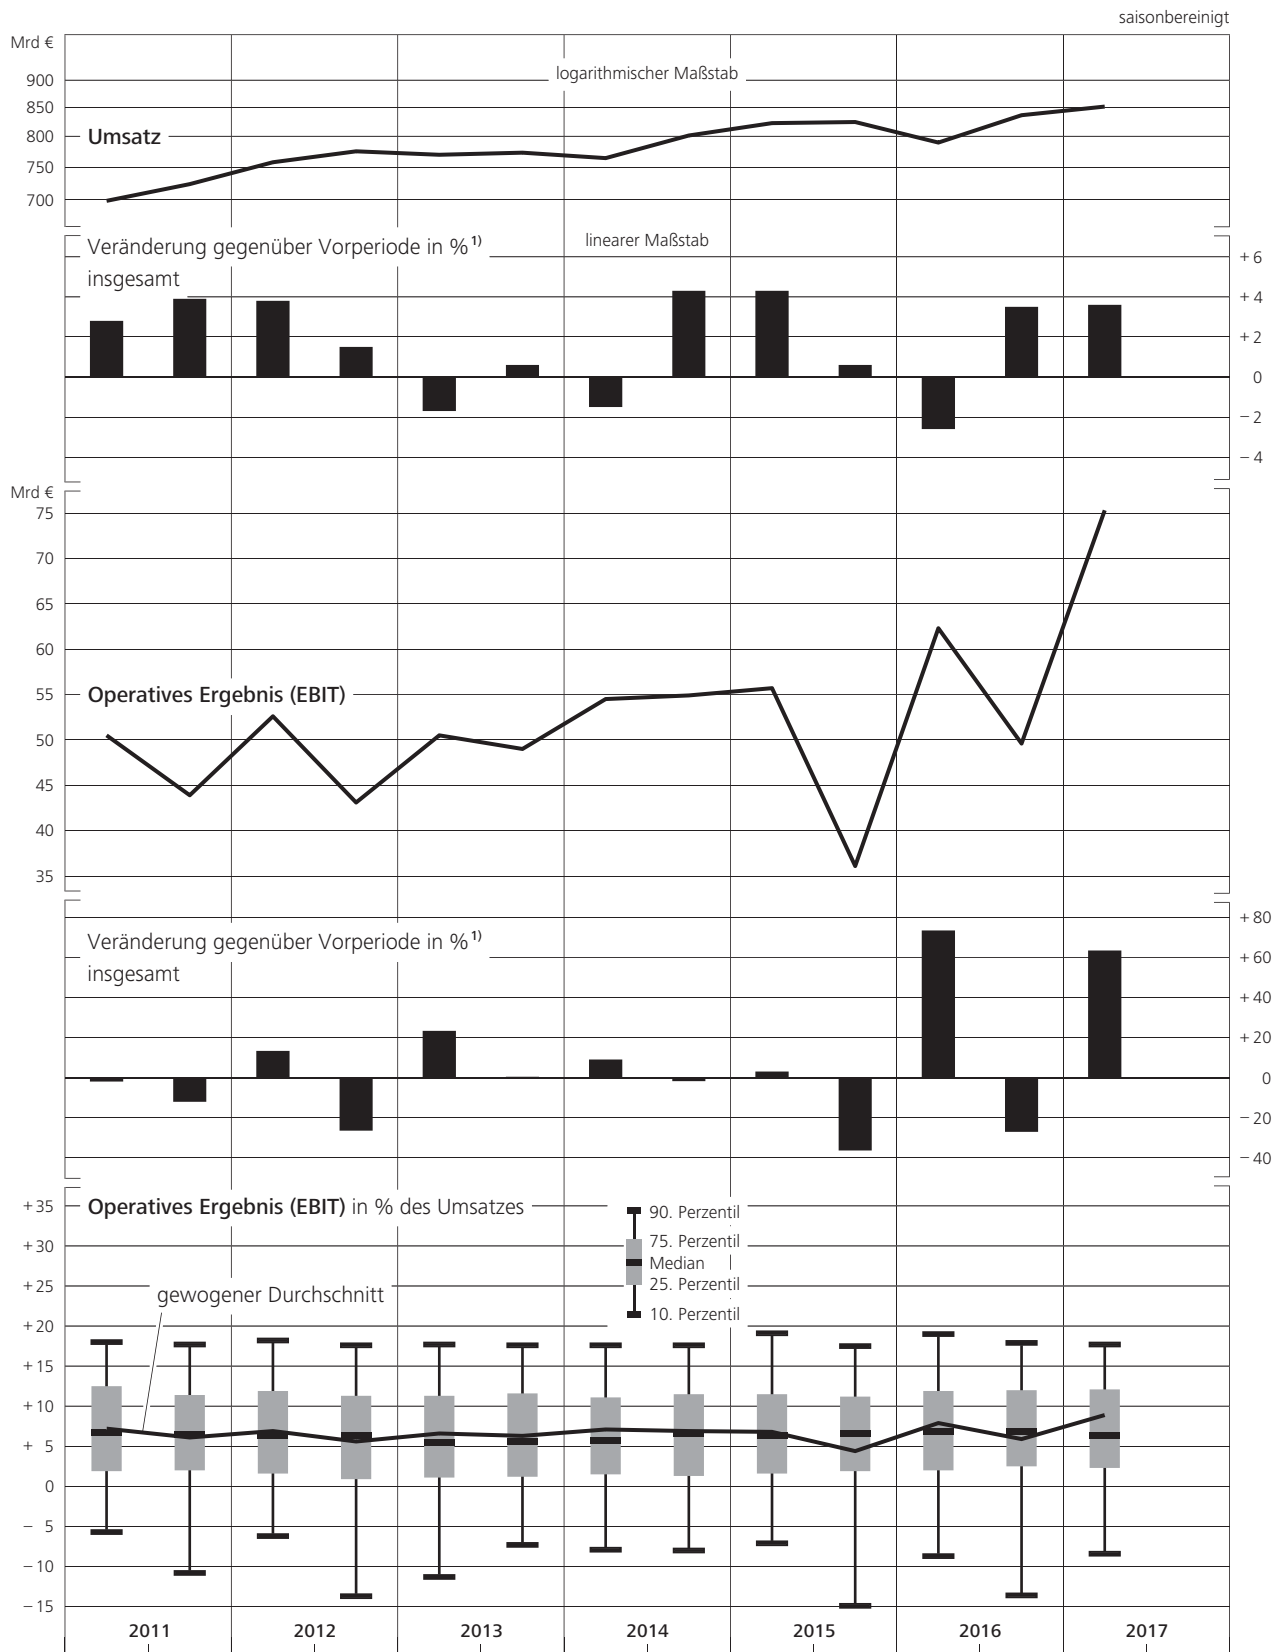 saisonbereinigt
Mrd €
logarithmischer Maßstab
900
850
800
750
700
Umsatz
Veränderung gegenüber Vorperiode in % 1)
insgesamt
linearer Maßstab
+ 6
+ 4
+ 2
0
− 2
− 4
Mrd €
75
70
65
60
55
50
45
40
35
Operatives Ergebnis (EBIT)
Veränderung gegenüber Vorperiode in % 1)
insgesamt
+ 80
+ 60
+ 40
+ 20
0
− 20
− 40
Operatives Ergebnis (EBIT) in % des Umsatzes
+ 35
+ 30
+ 25
+ 20
+ 15
+ 10
+ 5
0
− 5
− 10
− 15
90. Perzentil
75. Perzentil
Median
25. Perzentil
10. Perzentil
gewogener Durchschnitt
2011 2012 2013 2014 2015 2016 2017